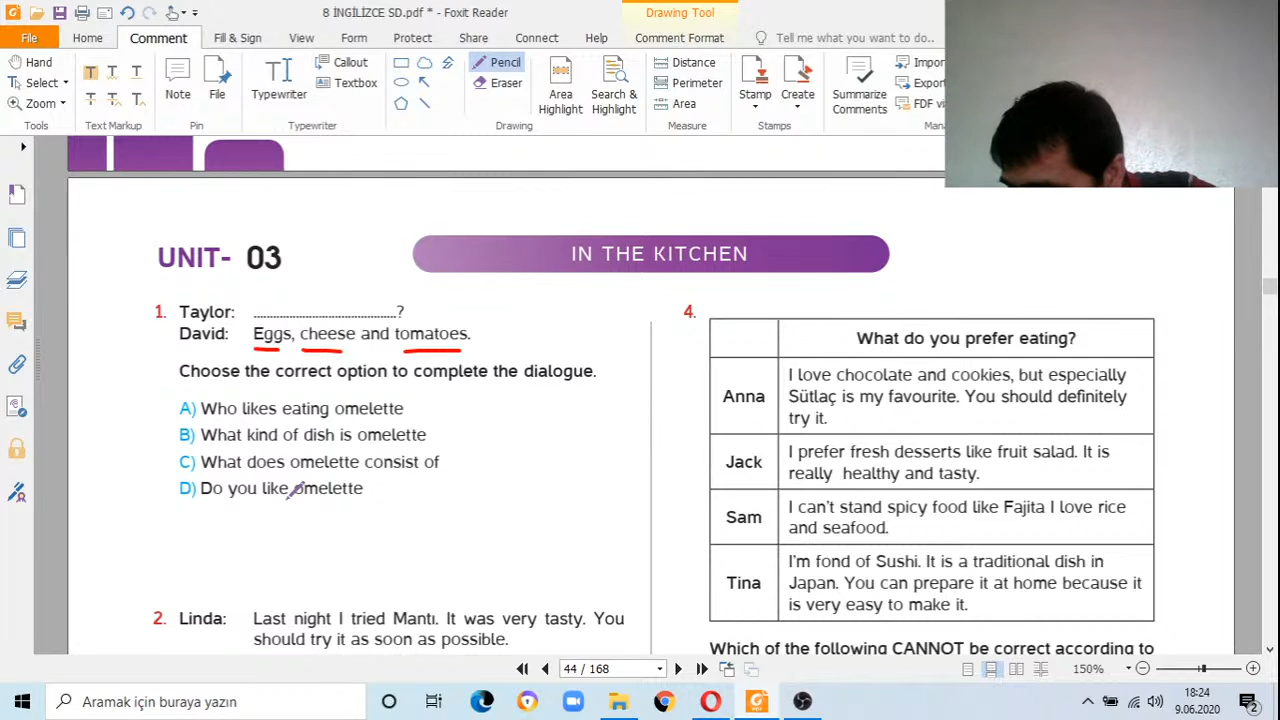 8 İNGİLİZCE SD.pdf * - Foxit Reader
Drawing Tool
File Home Comment Fill & Sign View Form Protect Share Connect Help Comment Format Tell me what you want to do..
Hand
Select
Zoom
Tools
Text Markup
Note
File
Pin
Typewriter
Callout
Textbox
Typewriter
Pencil
Eraser
Area Highlight
Search & Highlight
Drawing
Distance
Perimeter
Area
Measure
Stamp
Create
Stamps
Summarize Comments
Impor
Export
FDF vi
Man
UNIT- 03
IN THE KITCHEN
1. Taylor: ............................................?
David: Eggs, cheese and tomatoes.
Choose the correct option to complete the dialogue.
A) Who likes eating omelette
B) What kind of dish is omelette
C) What does omelette consist of
D) Do you like omelette
2. Linda: Last night I tried Mantı. It was very tasty. You
should try it as soon as possible.
4.
What do you prefer eating?
Anna
I love chocolate and cookies, but especially
Sütlaç is my favourite. You should definitely
try it.
Jack
I prefer fresh desserts like fruit salad. It is
really healthy and tasty.
Sam
I can't stand spicy food like Fajita I love rice
and seafood.
Tina
I'm fond of Sushi. It is a traditional dish in
Japan. You can prepare it at home because it
is very easy to make it.
Which of the following CANNOT be correct according to
44 / 168
150%
Aramak için buraya yazın
18:24
9.06.2020
2